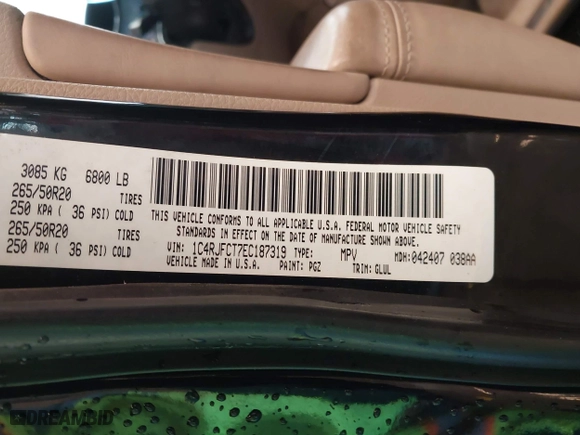 3085 KG 6800 LB
265/50R20 TIRES
250 KPA ( 36 PSI) COLD
265/50R20 TIRES
250 KPA ( 36 PSI) COLD
THIS VEHICLE CONFORMS TO ALL APPLICABLE U.S.A. FEDERAL MOTOR VEHICLE SAFETY
STANDARDS IN EFFECT ON THE DATE OF MANUFACTURE SHOWN ABOVE.
VIN: 1C4RJFCT7EC187319 TYPE: MPV MDH:042407 038AA
VEHICLE MADE IN U.S.A. PAINT: PGZ TRIM: GLUL
DREAMBID